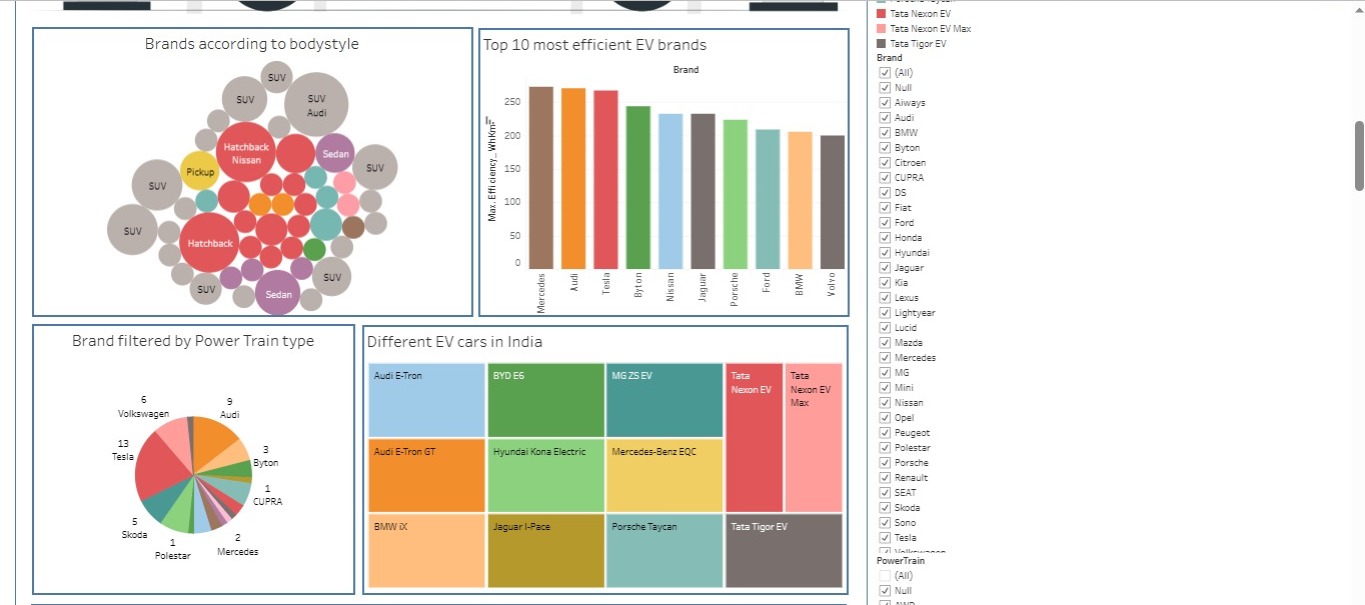 Tata Nexon EV
Tata Nexon EV Max
Tata Tigor EV
Brands according to bodystyle
SUV
SUV
SUV
Audi
Hatchback
Nissan
Sedan
SUV
Pickup
SUV
SUV
Hatchback
SUV
SUV
Sedan
Top 10 most efficient EV brands
Brand
Max. Efficiency_WhKm
250
200
150
100
50
0
Mercedes
Audi
Tesla
Byton
Nissan
Jaguar
Porsche
Ford
BMW
Volvo
Brand filtered by Power Train type
6
Volkswagen
9
Audi
13
Tesla
3
Byton
1
CUPRA
5
Skoda
1
Polestar
2
Mercedes
Different EV cars in India
Audi E-Tron
BYD E6
MG ZS EV
Tata
Nexon EV
Tata
Nexon EV
Max
Audi E-Tron GT
Hyundai Kona Electric
Mercedes-Benz EQC
BMW iX
Jaguar I-Pace
Porsche Taycan
Tata Tigor EV
Brand
(All)
Null
Aiways
Audi
BMW
Byton
Citroen
CUPRA
DS
Fiat
Ford
Honda
Hyundai
Jaguar
Kia
Lexus
Lightyear
Lucid
Mazda
Mercedes
MG
Mini
Nissan
Opel
Peugeot
Polestar
Porsche
Renault
SEAT
Skoda
Sono
Tesla
Volkswagen
PowerTrain
(All)
Null
AWD